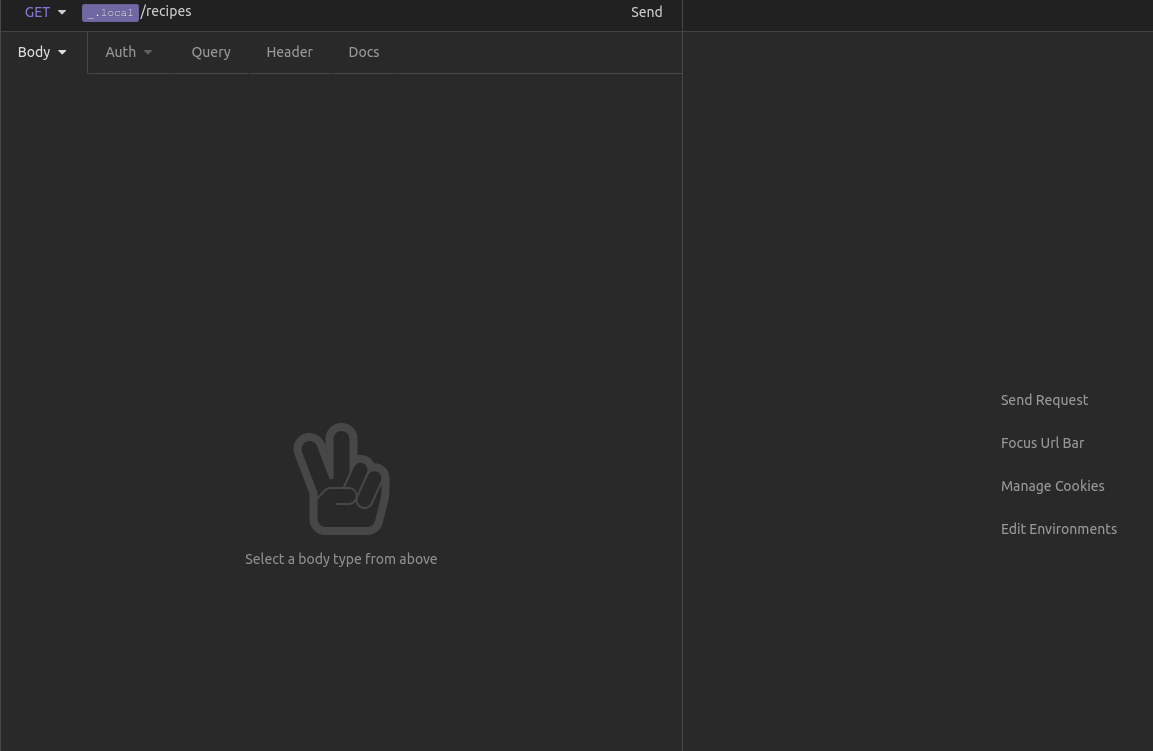 GET _.local/recipes Send
Body Auth Query Header Docs
Select a body type from above
Send Request
Focus Url Bar
Manage Cookies
Edit Environments